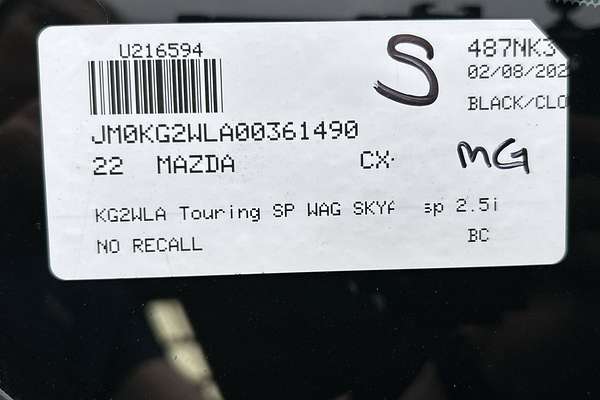 U216594
S
487NK3
02/08/202
BLACK/CLO
JM0KG2WLA00361490
22 MAZDA CX-
MG
KG2WLA Touring SP WAG SKYA sp 2.5i
NO RECALL
BC